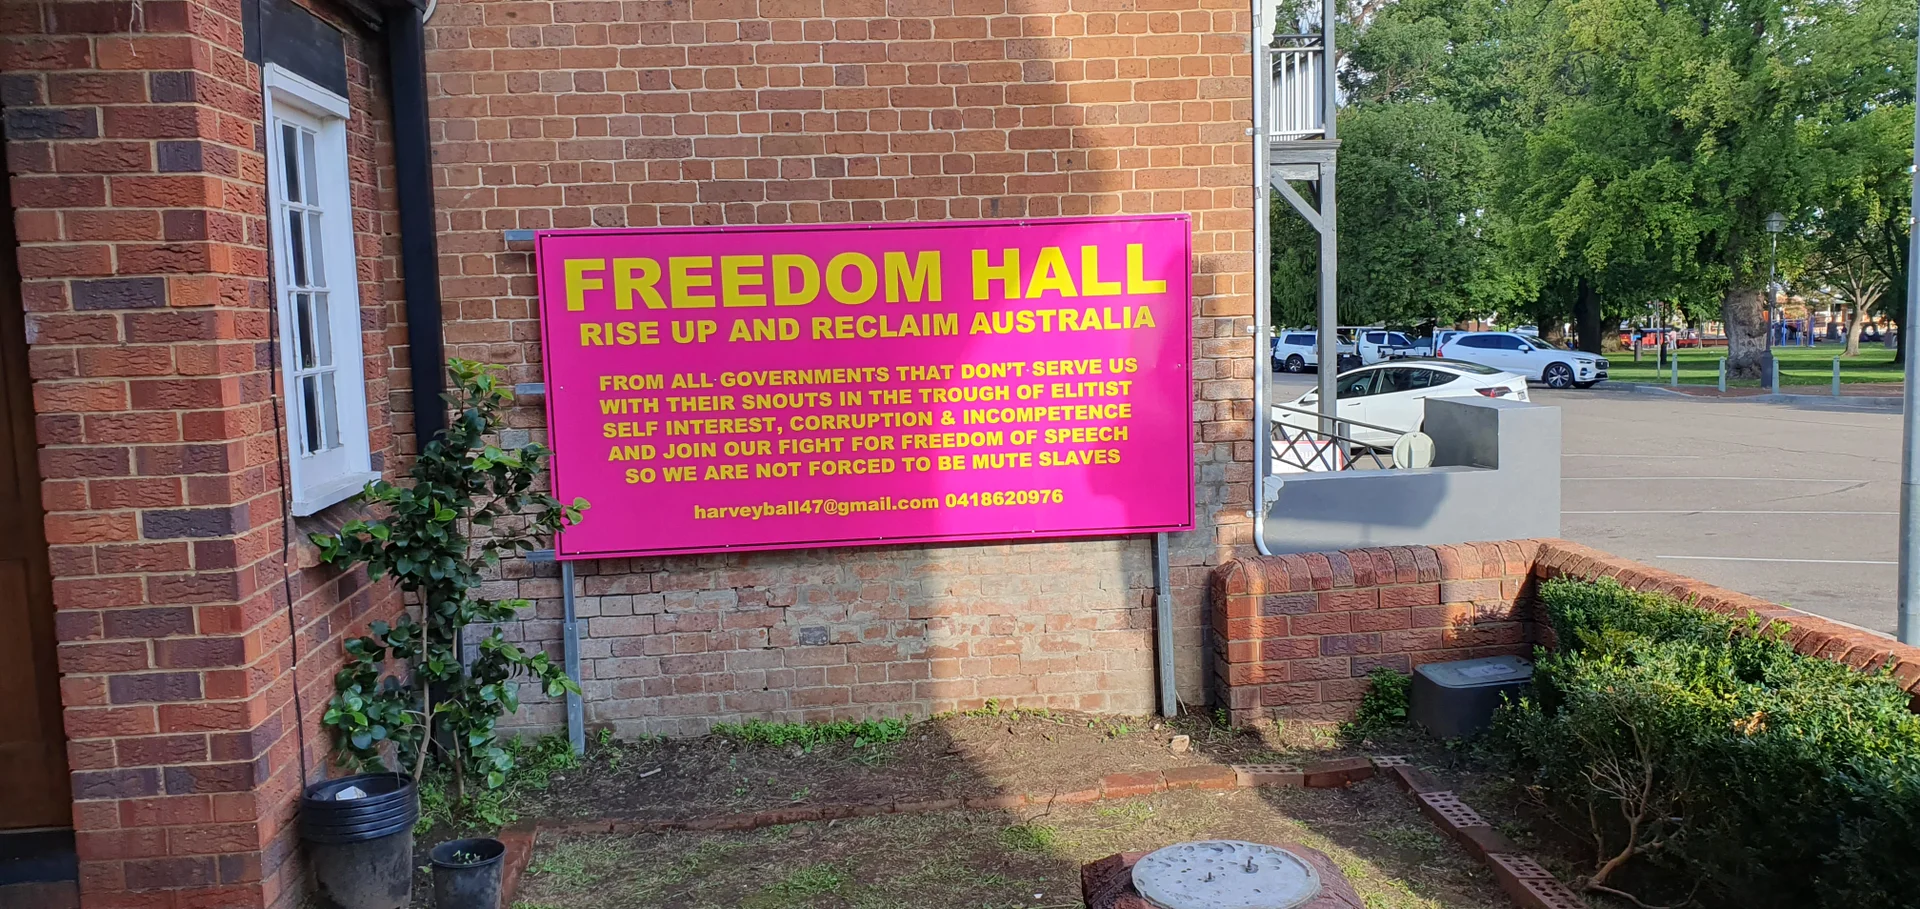 FREEDOM HALL
RISE UP AND RECLAIM AUSTRALIA
FROM ALL GOVERNMENTS THAT DON'T SERVE US
WITH THEIR SNOUTS IN THE TROUGH OF ELITIST
SELF INTEREST, CORRUPTION & INCOMPETENCE
AND JOIN OUR FIGHT FOR FREEDOM OF SPEECH
SO WE ARE NOT FORCED TO BE MUTE SLAVES
harveyball47@gmail.com 0418620976